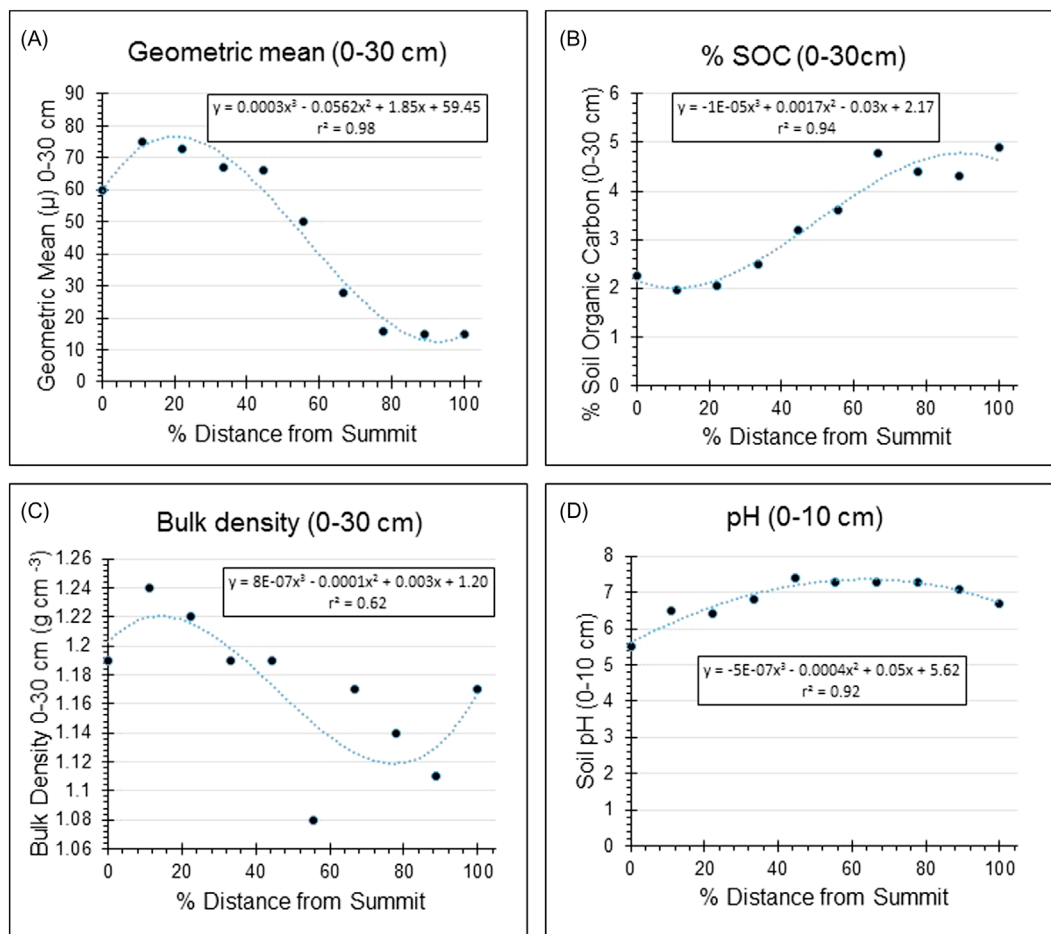 (A)
Geometric mean (0-30 cm)
y = 0.0003x³ - 0.0562x² + 1.85x + 59.45
r² = 0.98
Geometric Mean (μ) 0-30 cm
90
80
70
60
50
40
30
20
10
0
0 20 40 60 80 100
% Distance from Summit
(B)
% SOC (0-30cm)
y = -1E-05x³ + 0.0017x² - 0.03x + 2.17
r² = 0.94
% Soil Organic Carbon (0-30 cm)
6
5
4
3
2
1
0
0 20 40 60 80 100
% Distance from Summit
(C)
Bulk density (0-30 cm)
y = 8E-07x³ - 0.0001x² + 0.003x + 1.20
r² = 0.62
Bulk Density 0-30 cm (g cm -³)
1.26
1.24
1.22
1.2
1.18
1.16
1.14
1.12
1.1
1.08
1.06
0 20 40 60 80 100
% Distance from Summit
(D)
pH (0-10 cm)
y = -5E-07x³ - 0.0004x² + 0.05x + 5.62
r² = 0.92
Soil pH (0-10 cm)
8
7
6
5
4
3
2
1
0
0 20 40 60 80 100
% Distance from Summit